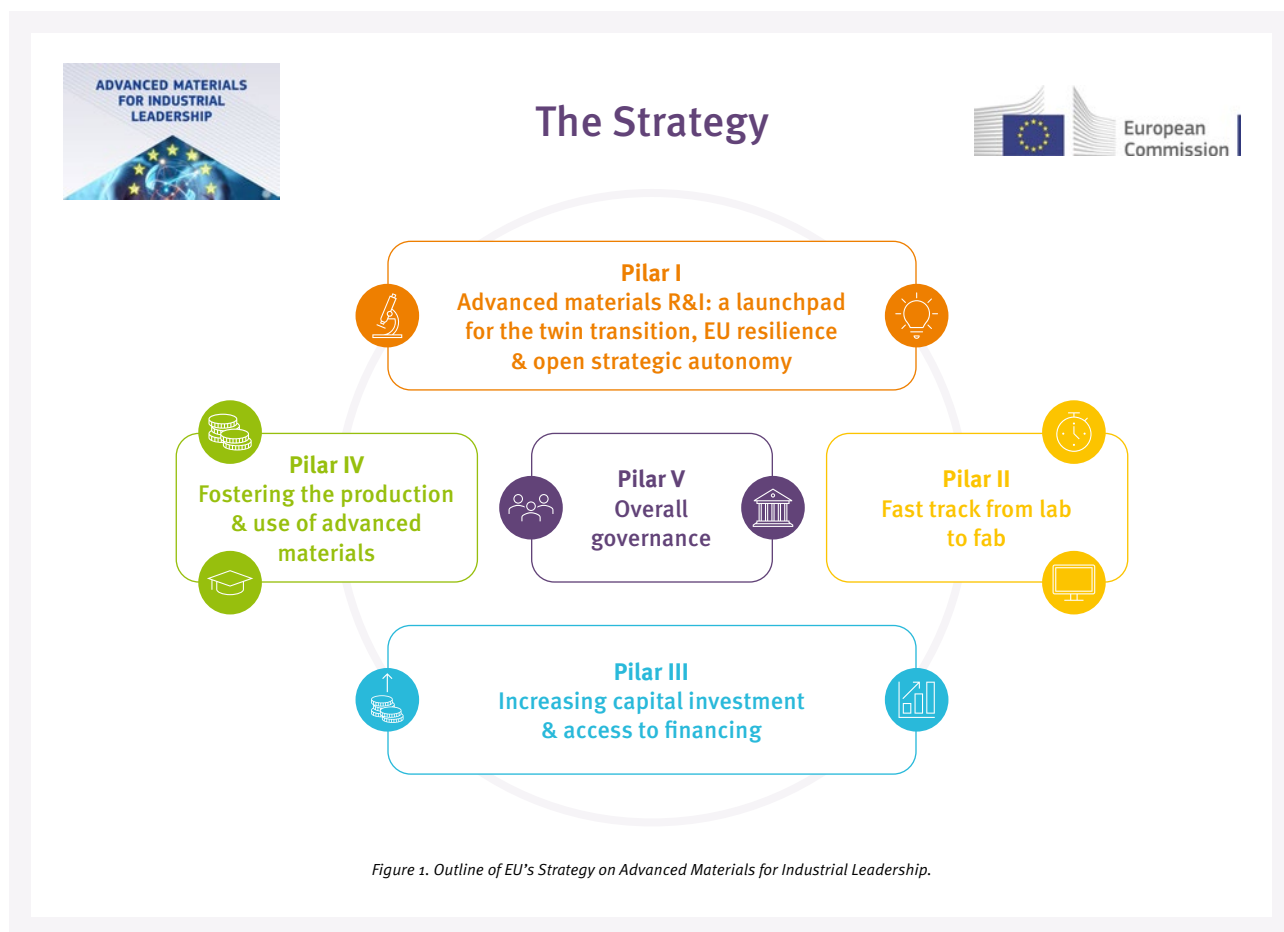 ADVANCED MATERIALS
FOR INDUSTRIAL
LEADERSHIP
The Strategy
European
Commission
Pilar I
Advanced materials R&I: a launchpad
for the twin transition, EU resilience
& open strategic autonomy
Pilar IV
Fostering the production
& use of advanced
materials
Pilar V
Overall
governance
Pilar II
Fast track from lab
to fab
Pilar III
Increasing capital investment
& access to financing
Figure 1. Outline of EU's Strategy on Advanced Materials for Industrial Leadership.